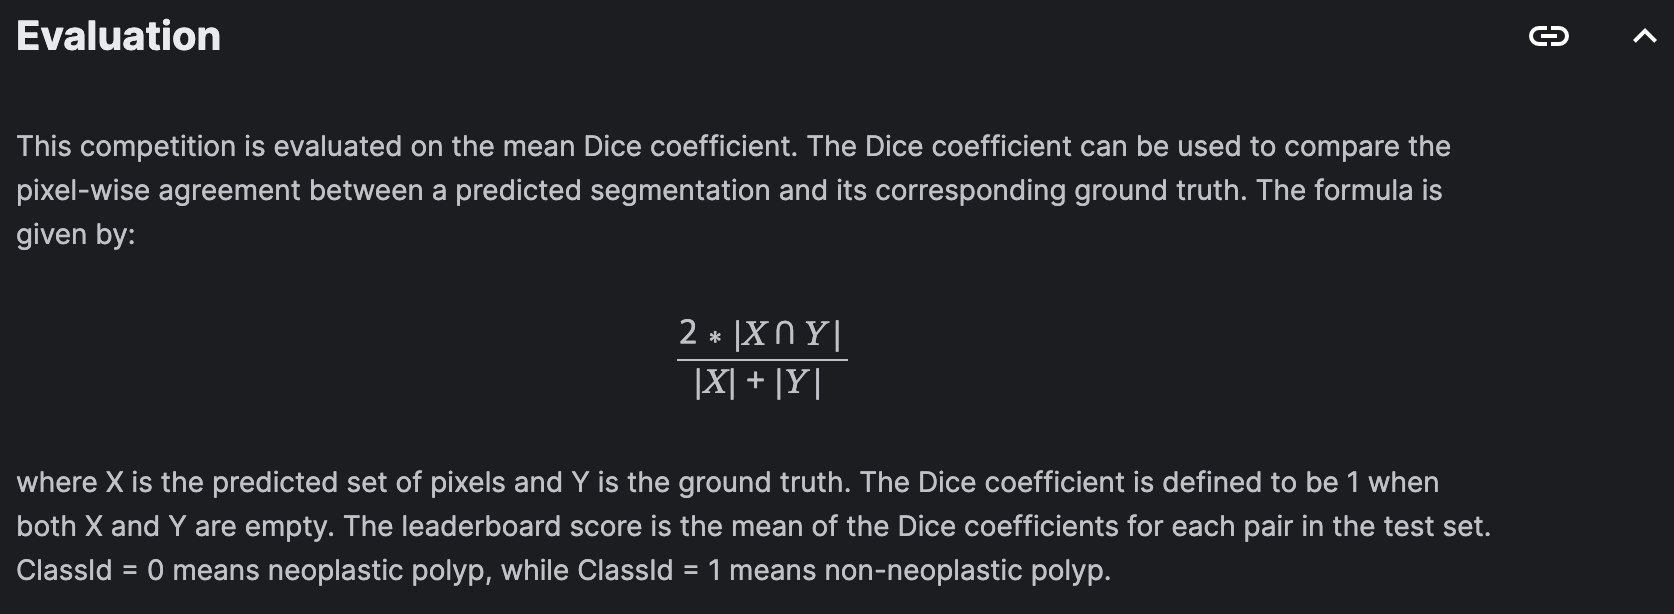 Evaluation
This competition is evaluated on the mean Dice coefficient. The Dice coefficient can be used to compare the
pixel-wise agreement between a predicted segmentation and its corresponding ground truth. The formula is
given by:
2 * |X ∩ Y|
|X| + |Y|
where X is the predicted set of pixels and Y is the ground truth. The Dice coefficient is defined to be 1 when
both X and Y are empty. The leaderboard score is the mean of the Dice coefficients for each pair in the test set.
ClassId = 0 means neoplastic polyp, while ClassId = 1 means non-neoplastic polyp.